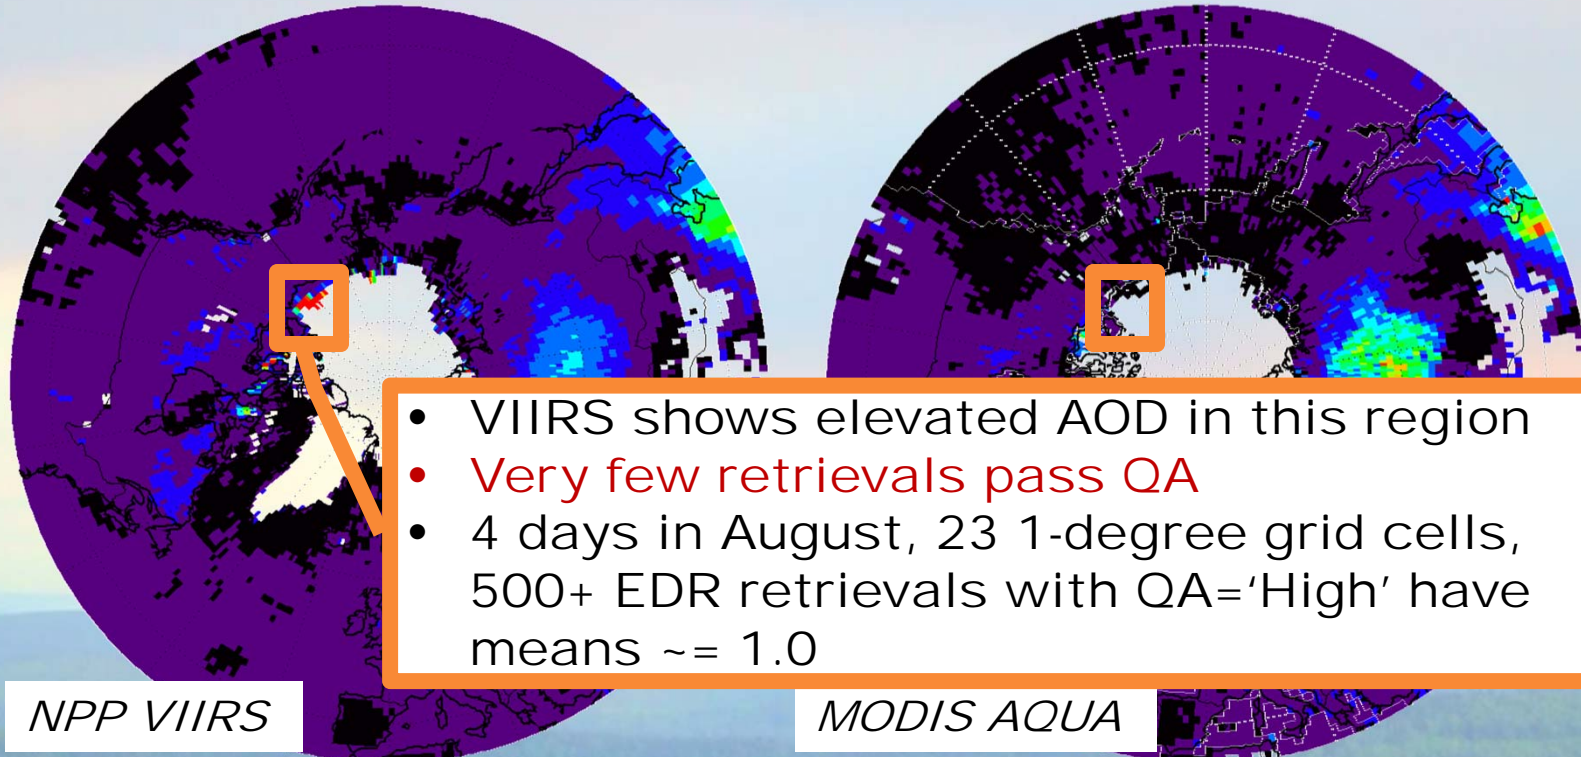 • VIIRS shows elevated AOD in this region
• Very few retrievals pass QA
• 4 days in August, 23 1-degree grid cells,
500+ EDR retrievals with QA=‘High’ have
means ~= 1.0
NPP VIIRS
MODIS AQUA